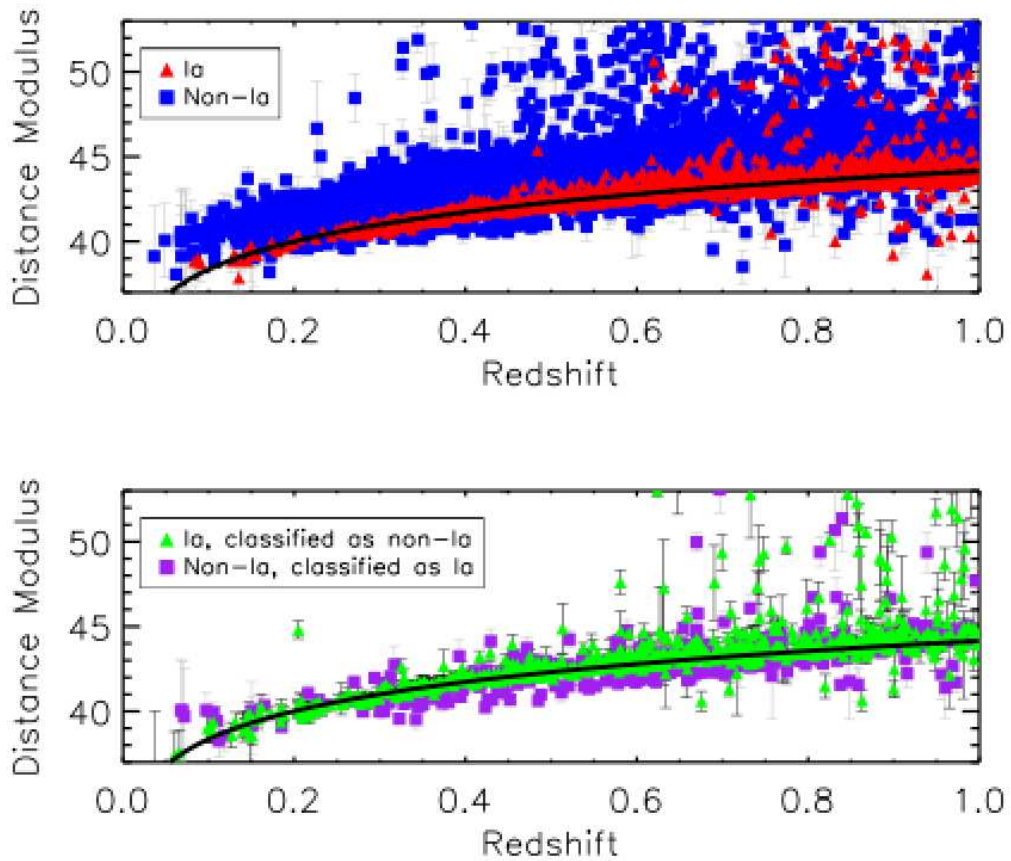 Distance Modulus
50
45
40
Ia
Non-Ia
0.0 0.2 0.4 0.6 0.8 1.0
Redshift
Distance Modulus
50
45
40
Ia, classified as non-Ia
Non-Ia, classified as Ia
0.0 0.2 0.4 0.6 0.8 1.0
Redshift